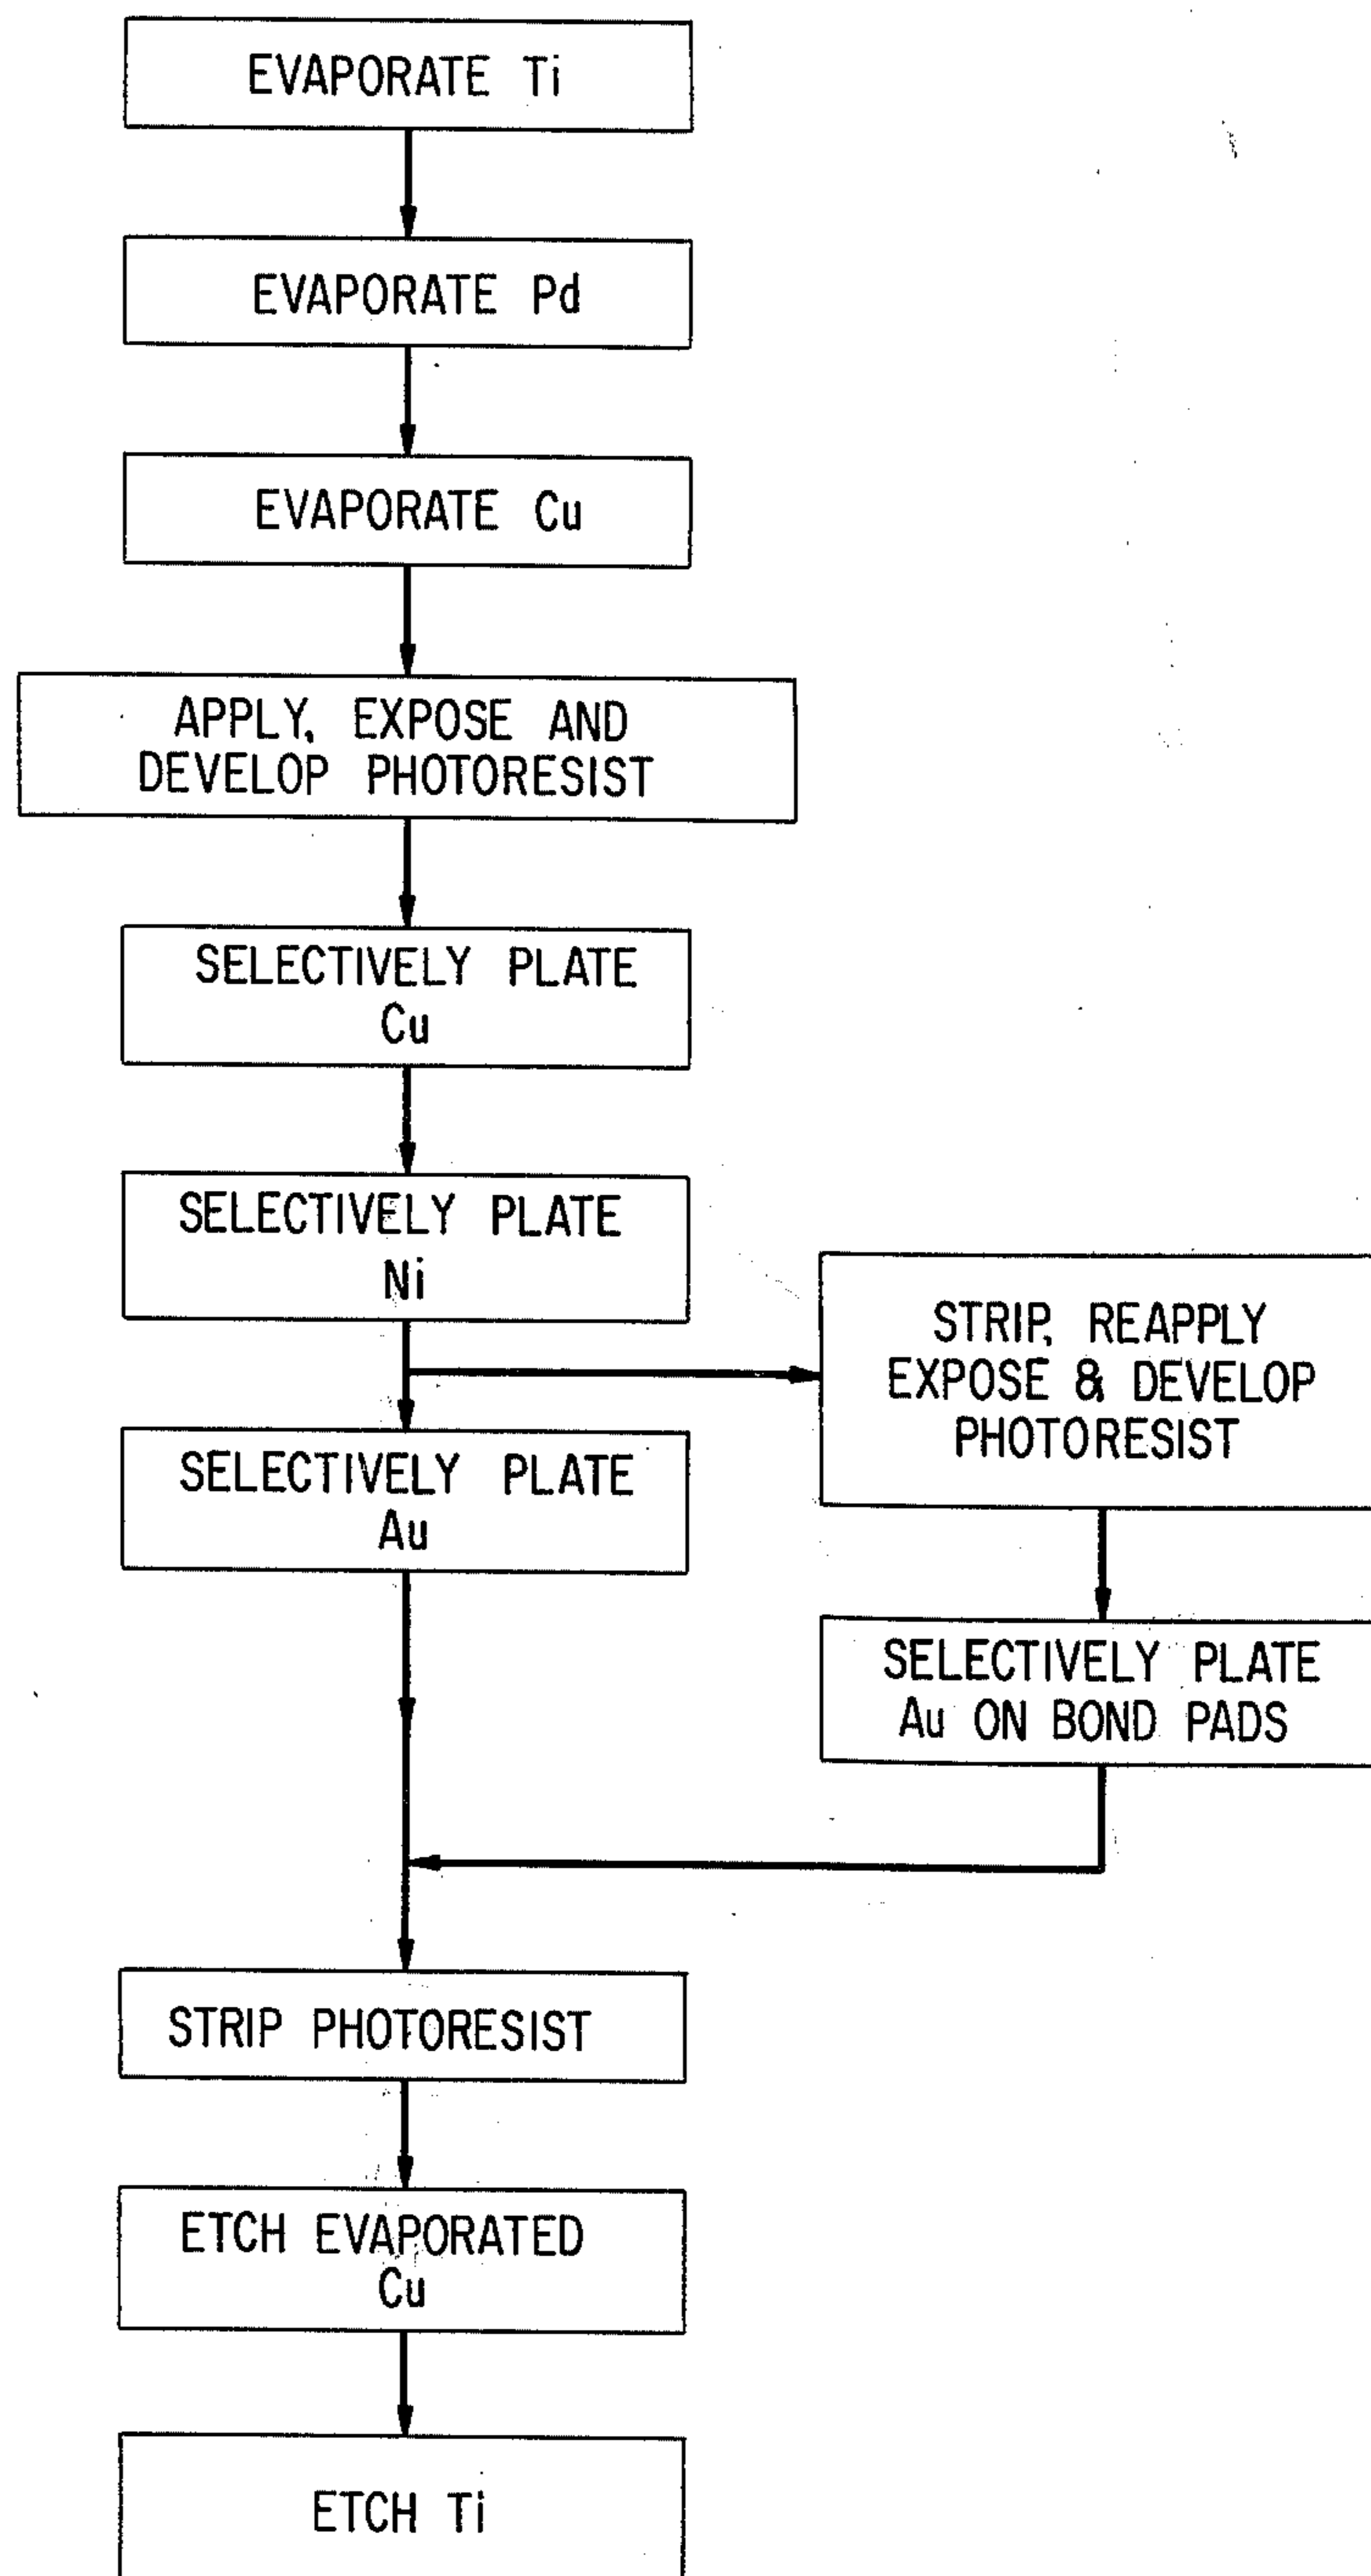 EVAPORATE Ti
EVAPORATE Pd
EVAPORATE Cu
APPLY, EXPOSE AND
DEVELOP PHOTORESIST
SELECTIVELY PLATE
Cu
SELECTIVELY PLATE
Ni
SELECTIVELY PLATE
Au
STRIP, REAPPLY
EXPOSE & DEVELOP
PHOTORESIST
SELECTIVELY PLATE
Au ON BOND PADS
STRIP PHOTORESIST
ETCH EVAPORATED
Cu
ETCH Ti